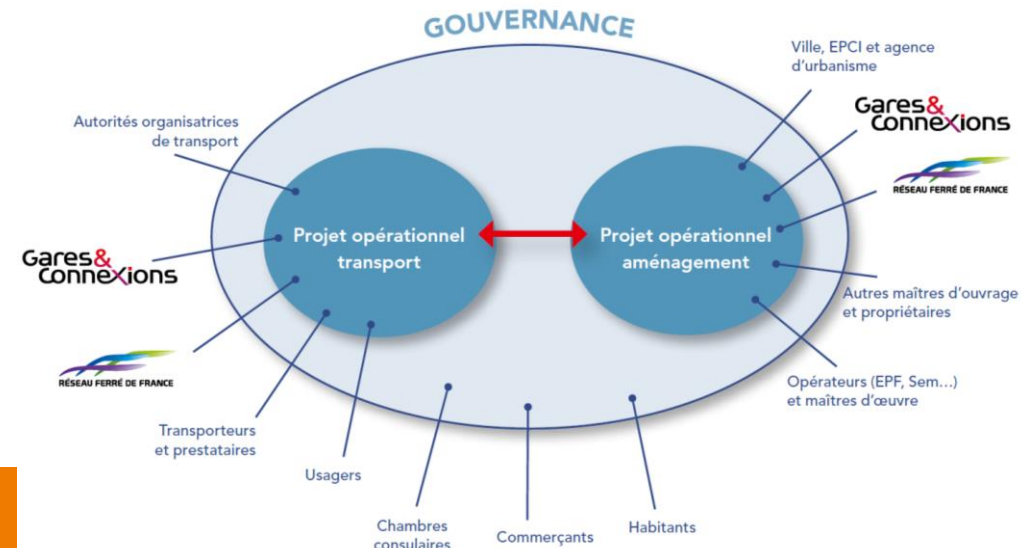 GOUVERNANCE
Ville, EPCI et agence
d'urbanisme
Gares&
Connexions
RÉSEAU FERRÉ DE FRANCE
Autorités organisatrices
de transport
Projet opérationnel
transport
Projet opérationnel
aménagement
Gares&
Connexions
Autres maîtres d'ouvrage
et propriétaires
RÉSEAU FERRÉ DE FRANCE
Opérateurs (EPF, Sem...)
et maîtres d'œuvre
Transporteurs
et prestataires
Usagers
Chambres
consulaires
Commerçants
Habitants